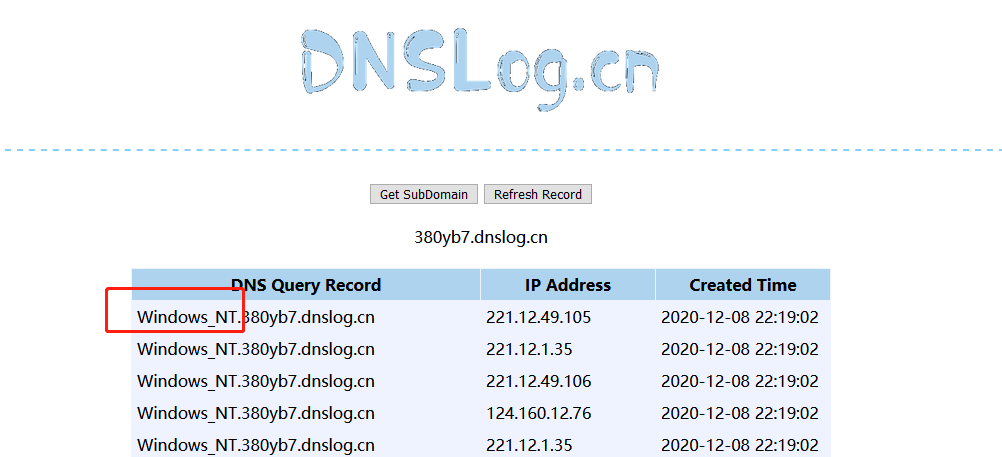 DNSLog.cn
Get SubDomain Refresh Record
380yb7.dnslog.cn
DNS Query Record IP Address Created Time
Windows_NT.380yb7.dnslog.cn 221.12.49.105 2020-12-08 22:19:02
Windows_NT.380yb7.dnslog.cn 221.12.1.35 2020-12-08 22:19:02
Windows_NT.380yb7.dnslog.cn 221.12.49.106 2020-12-08 22:19:02
Windows_NT.380yb7.dnslog.cn 124.160.12.76 2020-12-08 22:19:02
Windows_NT.380yb7.dnslog.cn 221.12.1.35 2020-12-08 22:19:02